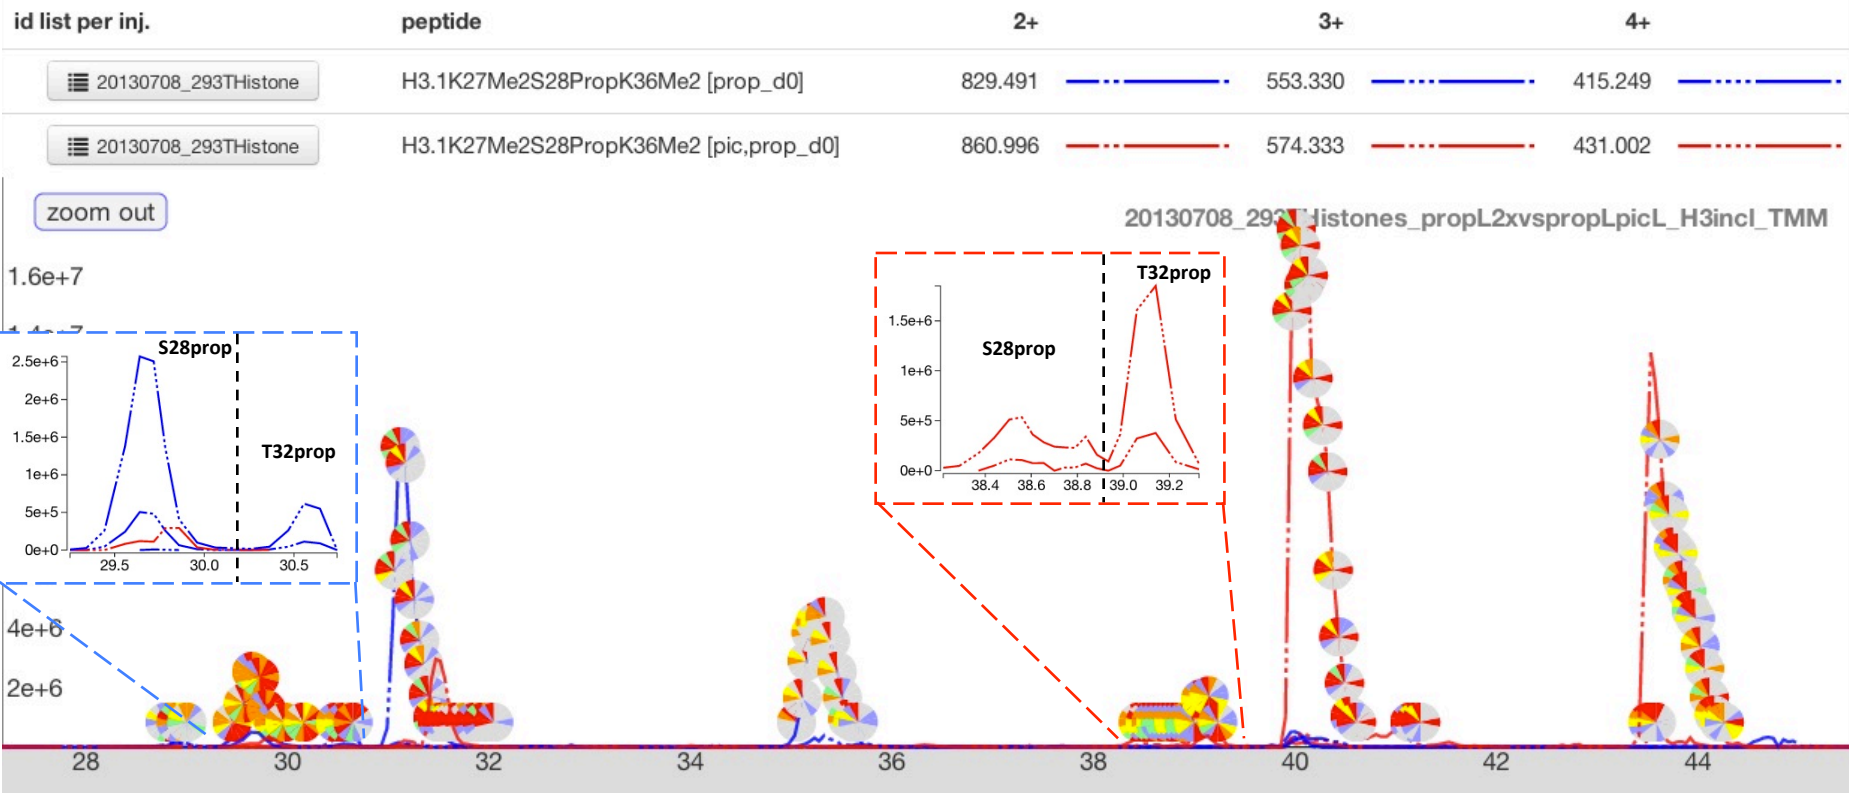 id list per inj. peptide 2+ 3+ 4+
20130708_293THistone H3.1K27Me2S28PropK36Me2 [prop_d0] 829.491 553.330 415.249
20130708_293THistone H3.1K27Me2S28PropK36Me2 [pic,prop_d0] 860.996 574.333 431.002
zoom out
20130708_293THistones_propL2xvspropLpicL_H3incl_TMM
1.6e+7
4e+6
2e+6
S28prop
T32prop
2.5e+6
2e+6
1.5e+6
1e+6
5e+5
0e+0
29.5 30.0 30.5
T32prop
S28prop
1.5e+6
1e+6
5e+5
0e+0
38.4 38.6 38.8 39.0 39.2
28 30 32 34 36 38 40 42 44